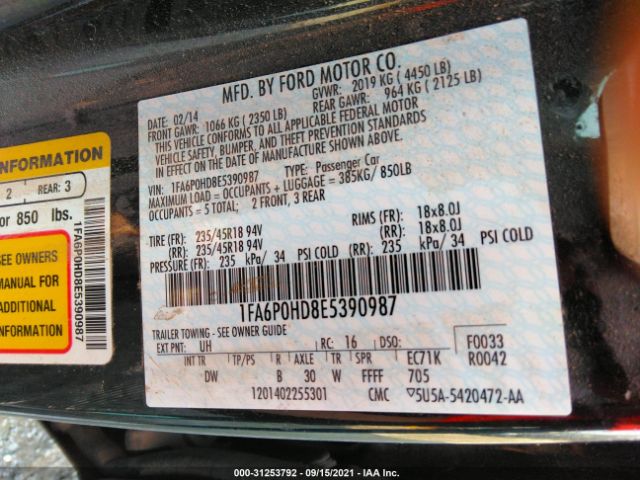 MFD. BY FORD MOTOR CO.
DATE: 02/14 GVWR: 2019 KG (4450 LB)
FRONT GAWR: 1066 KG (2350 LB) REAR GAWR: 964 KG (2125 LB)
THIS VEHICLE CONFORMS TO ALL APPLICABLE FEDERAL MOTOR
VEHICLE SAFETY, BUMPER, AND THEFT PREVENTION STANDARDS
IN EFFECT ON THE DATE OF MANUFACTURE SHOWN ABOVE.
VIN: 1FA6P0HD8E5390987 TYPE: Passenger Car
MAXIMUM LOAD = OCCUPANTS + LUGGAGE = 385KG/ 850LB
OCCUPANTS = 5 TOTAL: 2 FRONT, 3 REAR
TIRE (FR): 235/45R18 94V RIMS (FR): 18x8.0J
(RR): 235/45R18 94V (RR): 18x8.0J
PRESSURE (FR): 235 kPa/ 34 PSI COLD (RR): 235 kPa/ 34 PSI COLD
1FA6P0HD8E5390987
TRAILER TOWING - SEE OWNER GUIDE
EXT PNT: UH RC: 16 DSO: F0033
INT TR TP/PS R AXLE TR SPR EC71K R0042
DW B 30 W FFFF 705
1201402255301 CMC ▽5U5A-5420472-AA
INFORMATION
2 REAR: 3
or 850 lbs.
SEE OWNERS
MANUAL FOR
ADDITIONAL
INFORMATION
1FA6P0HD8E5390987
000-31253792 - 09/15/2021 - IAA Inc.